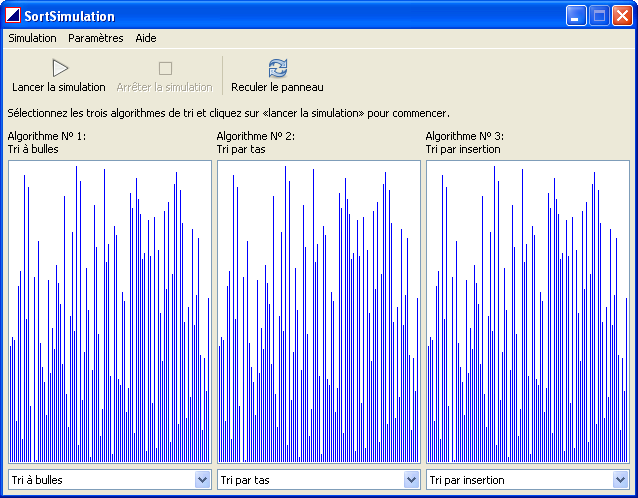 SortSimulation
Simulation Paramètres Aide
Lancer la simulation Arrêter la simulation Reculer le panneau
Sélectionnez les trois algorithmes de tri et cliquez sur «lancer la simulation» pour commencer.
Algorithme Nº 1: Algorithme Nº 2: Algorithme Nº 3:
Tri à bulles Tri par tas Tri par insertion
Tri à bulles Tri par tas Tri par insertion